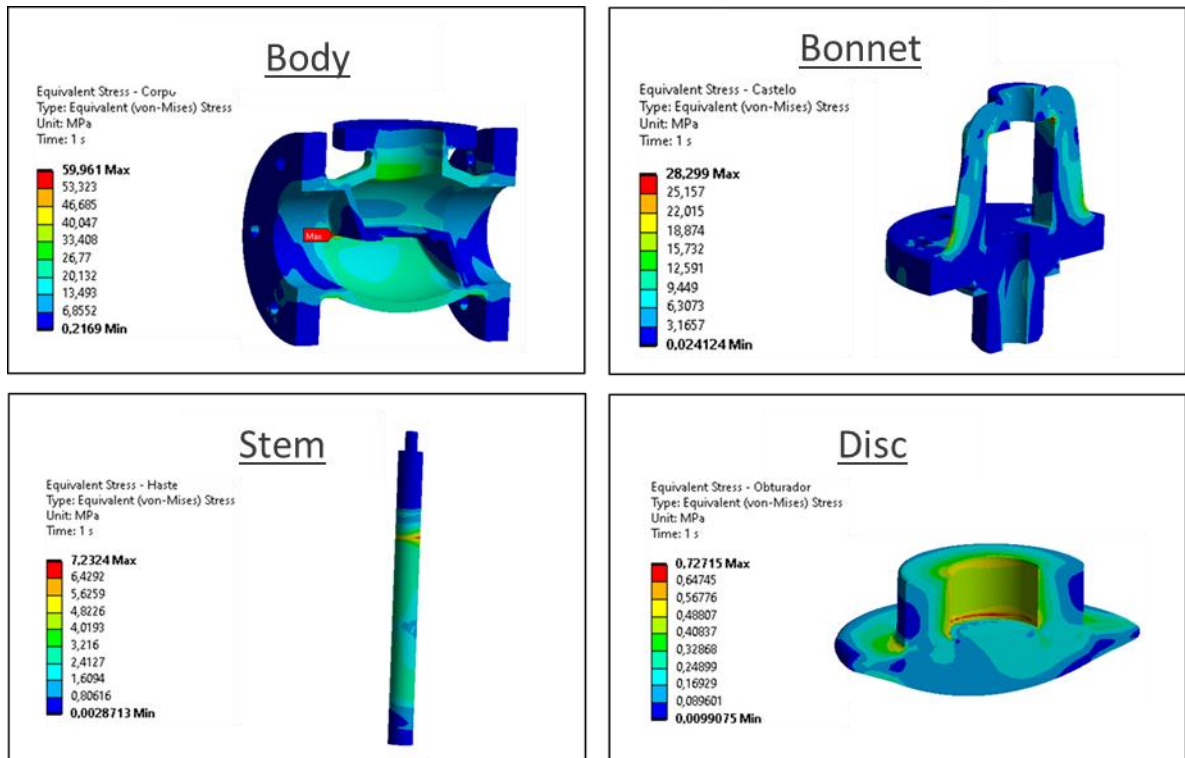 Body
Equivalent Stress - Corpo
Type: Equivalent (von-Mises) Stress
Unit: MPa
Time: 1 s
59,961 Max
53,323
46,685
40,047
33,408
26,77
20,132
13,493
6,8552
0,2169 Min
Max
Bonnet
Equivalent Stress - Castelo
Type: Equivalent (von-Mises) Stress
Unit: MPa
Time: 1 s
28,299 Max
25,157
22,015
18,874
15,732
12,591
9,449
6,3073
3,1657
0,024124 Min
Stem
Equivalent Stress - Haste
Type: Equivalent (von-Mises) Stress
Unit: MPa
Time: 1 s
7,2324 Max
6,4292
5,6259
4,8226
4,0193
3,216
2,4127
1,6094
0,80616
0,0028713 Min
Disc
Equivalent Stress - Obturador
Type: Equivalent (von-Mises) Stress
Unit: MPa
Time: 1 s
0,72715 Max
0,64745
0,56776
0,48807
0,40837
0,32868
0,24899
0,16929
0,089601
0,0099075 Min